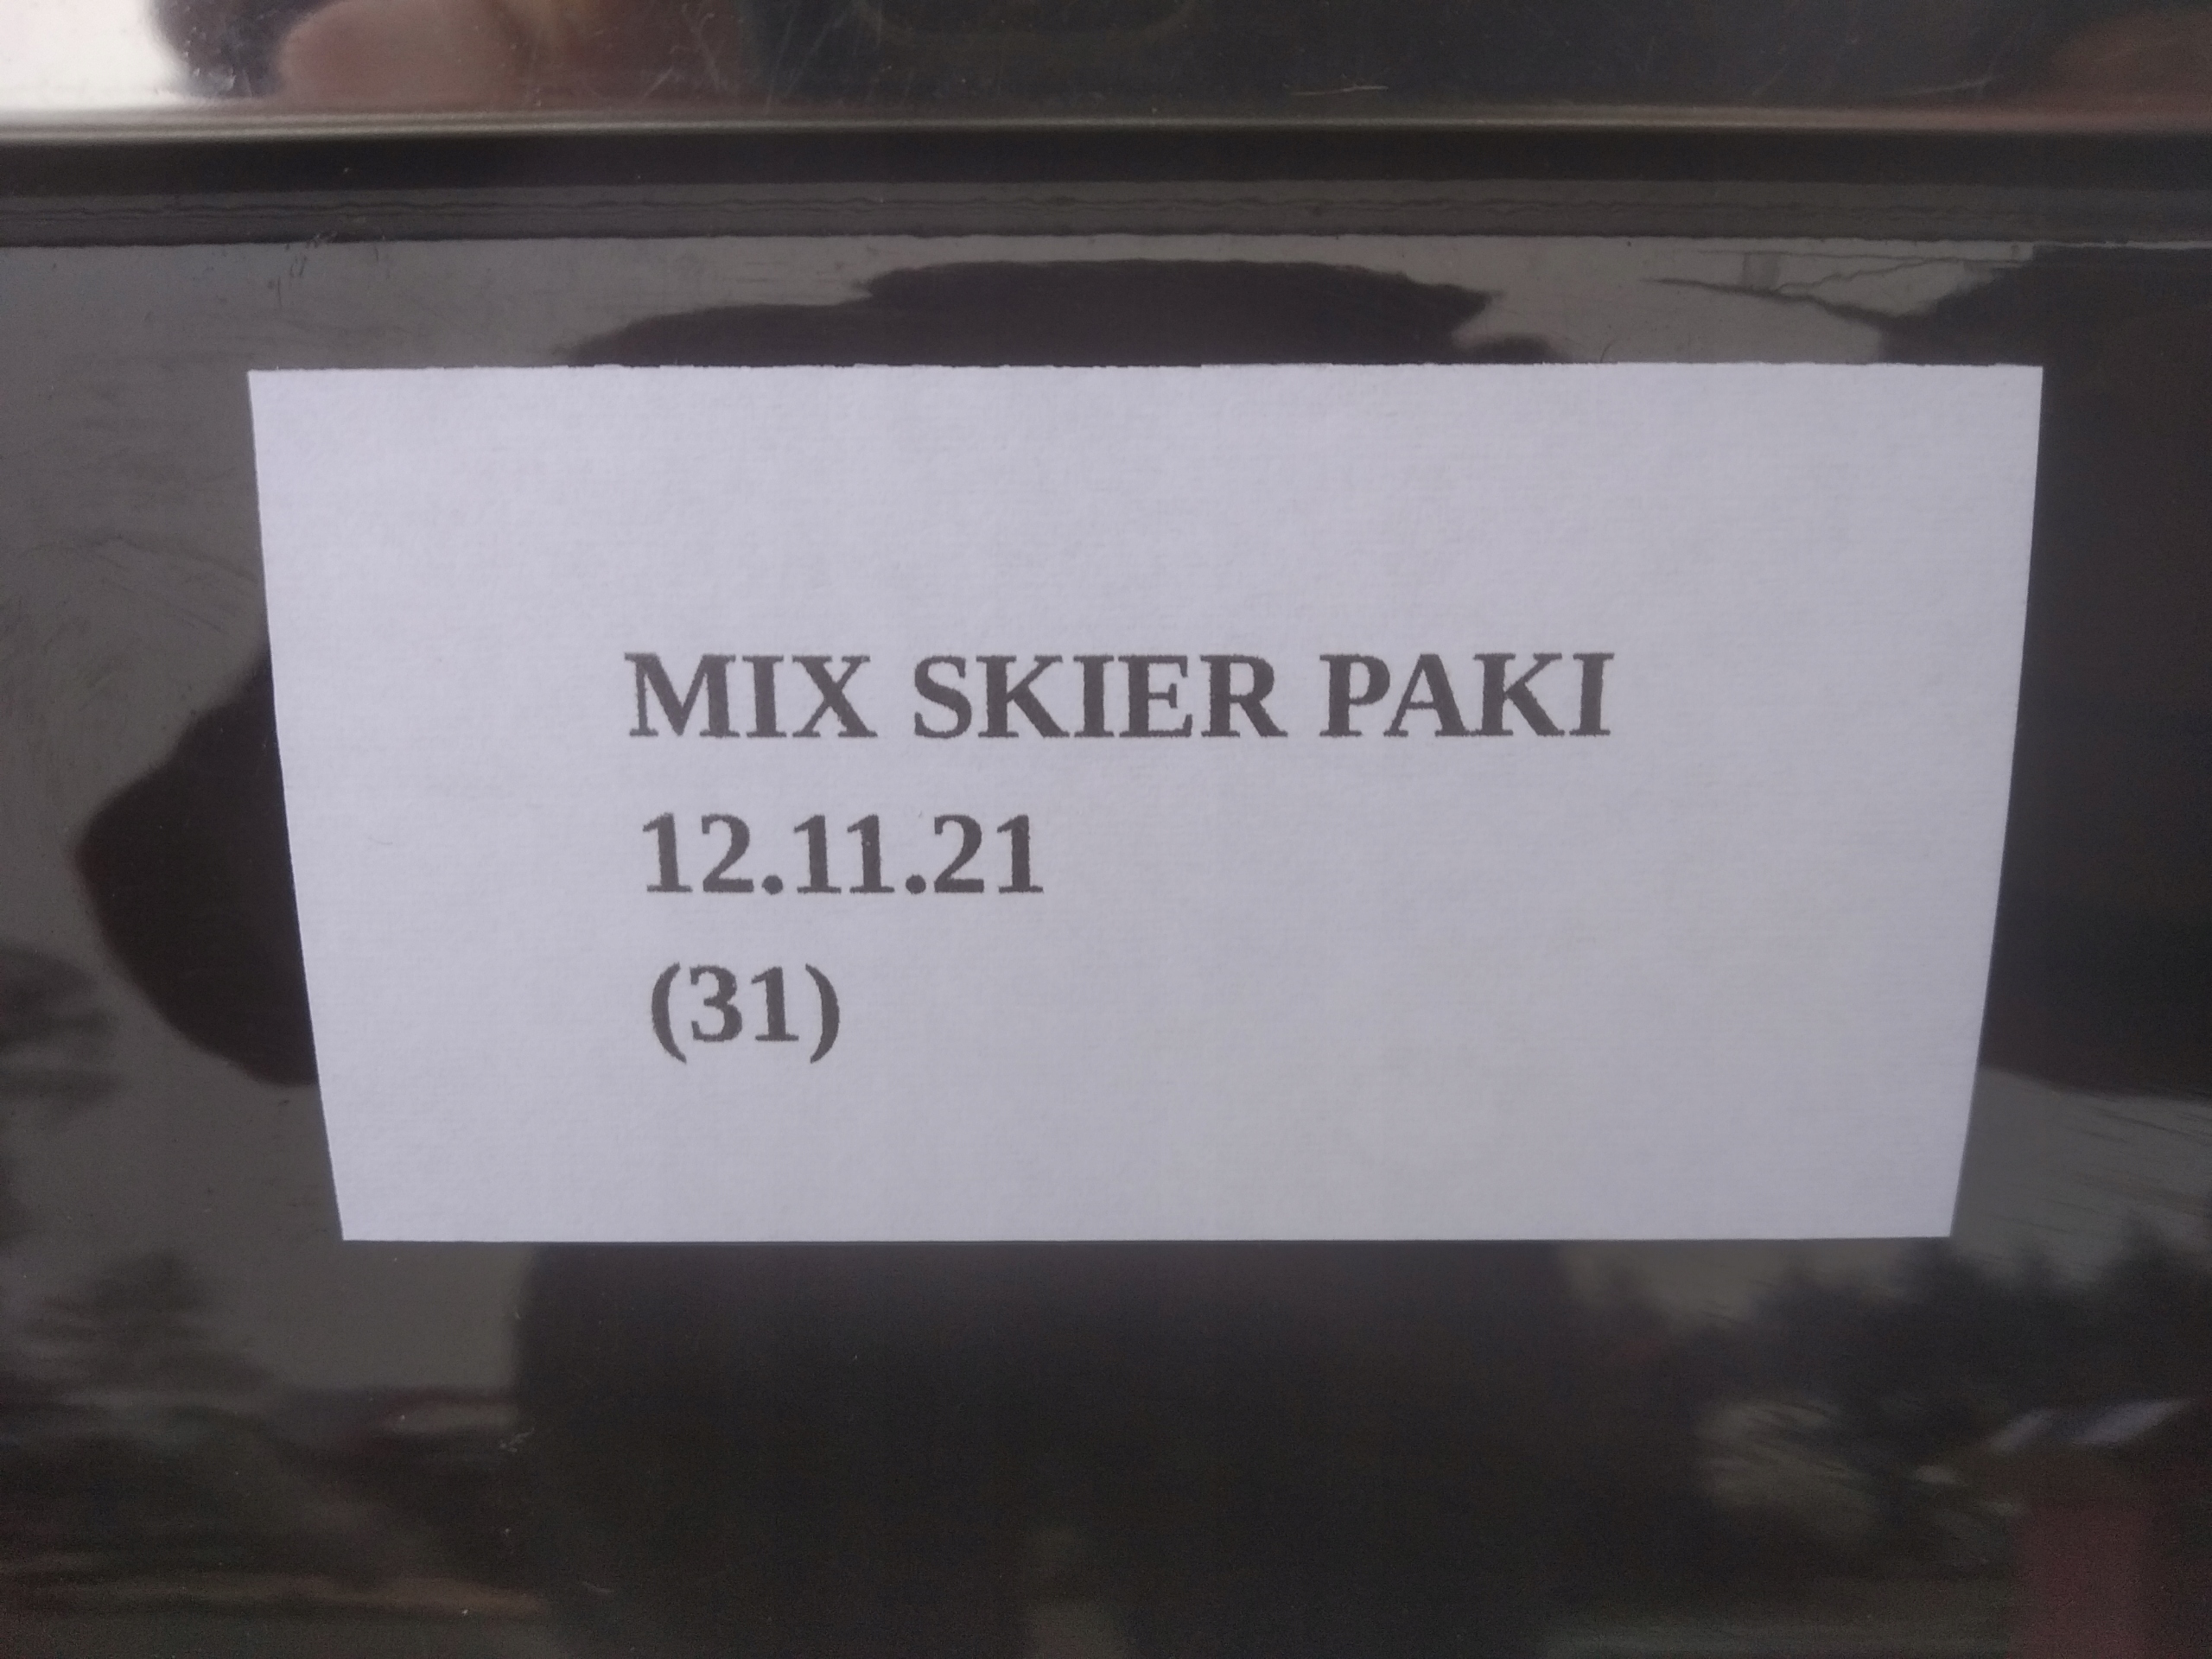 MIX SKIER PAKI
12.11.21
(31)